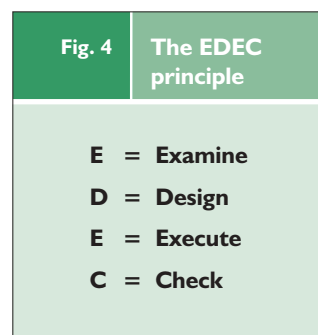 Fig. 4
The EDEC
principle
E = Examine
D = Design
E = Execute
C = Check